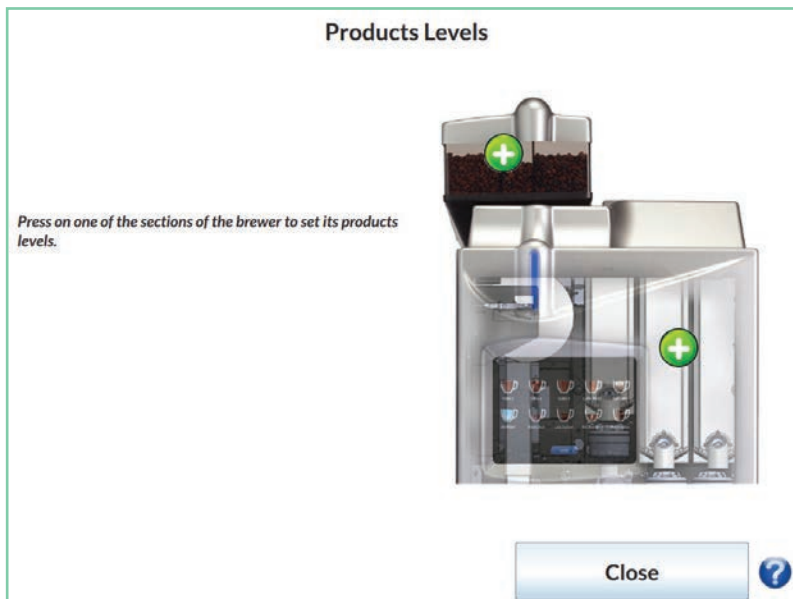 Products Levels
Press on one of the sections of the brewer to set its products
levels.
Close
?